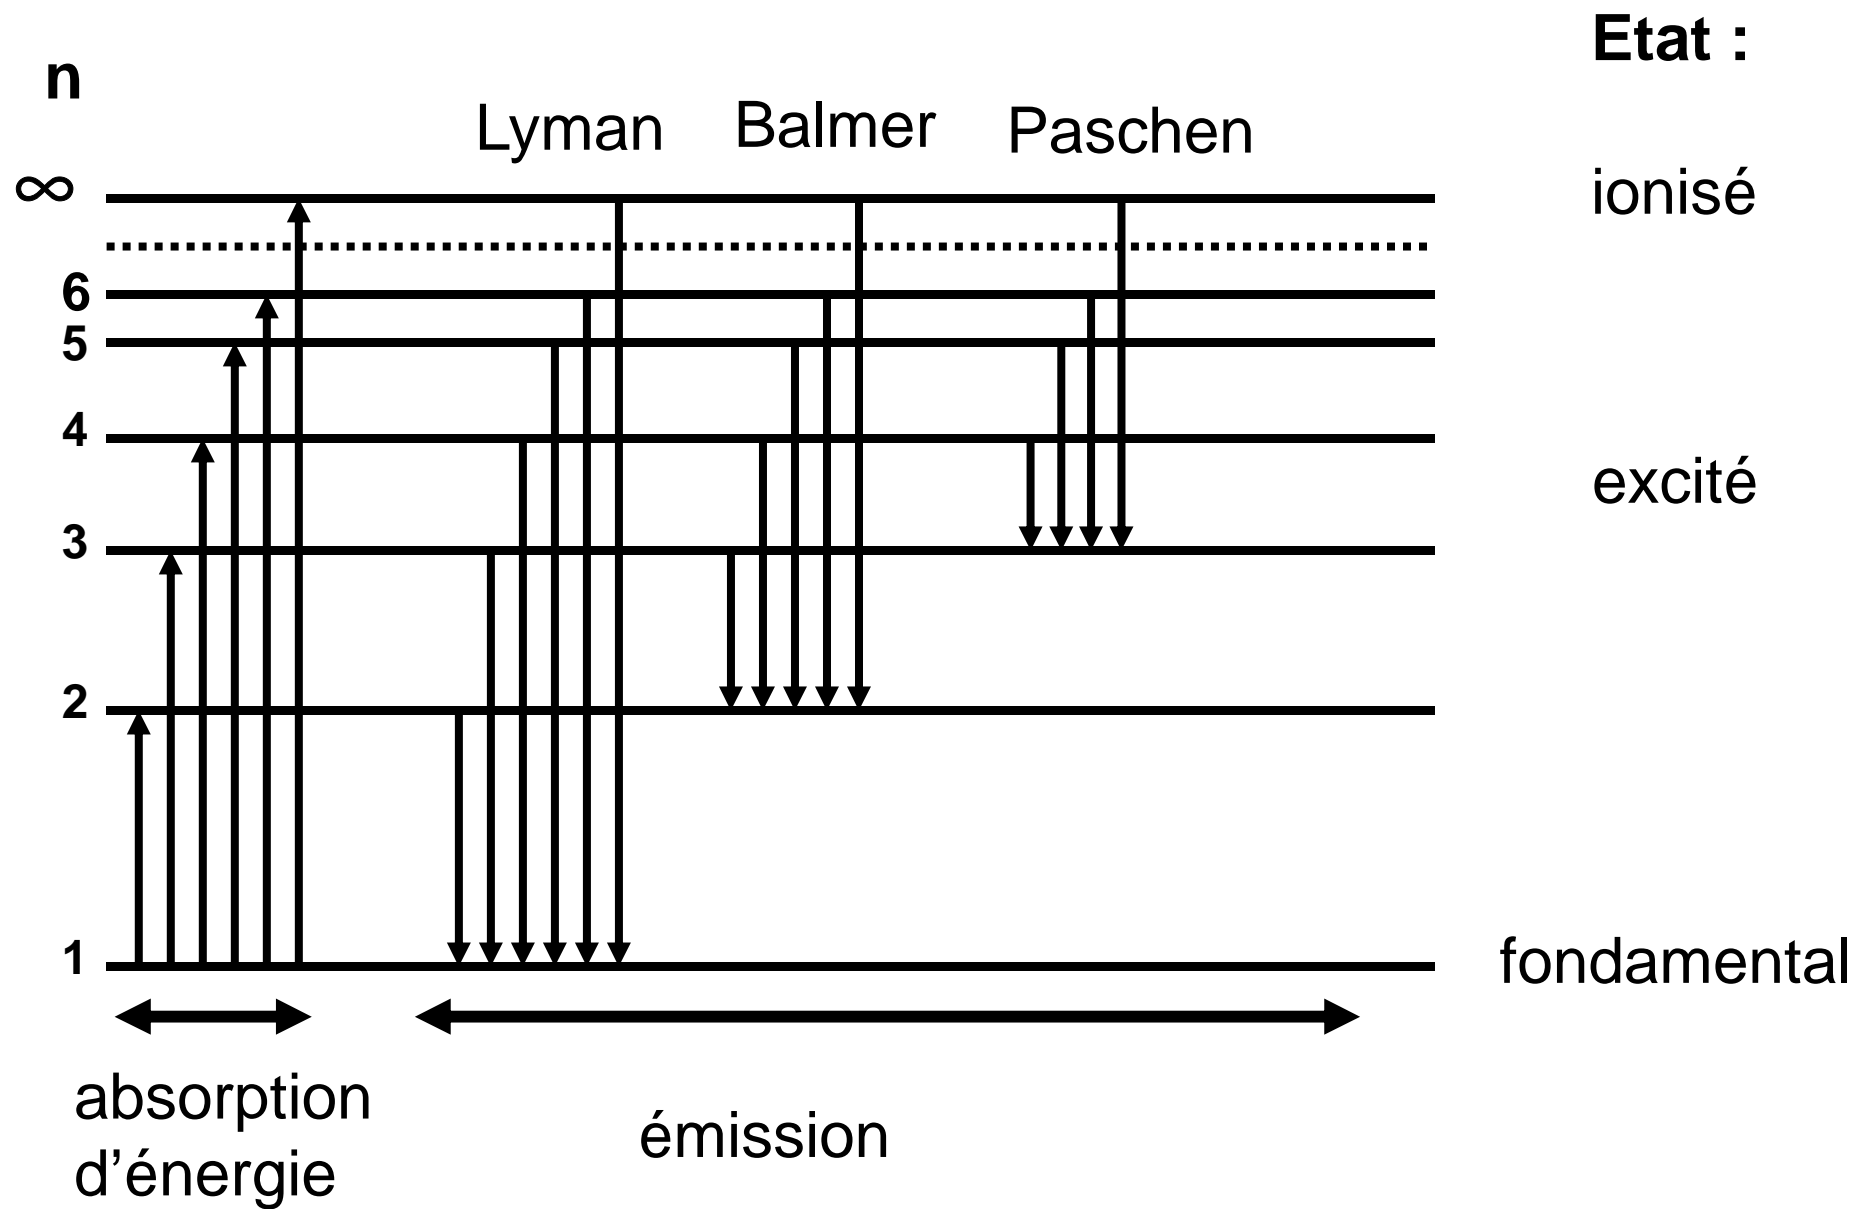 Etat :
n
Lyman
Balmer
Paschen
∞
ionisé
6
5
4
excité
3
2
1
fondamental
absorption
d’énergie
émission